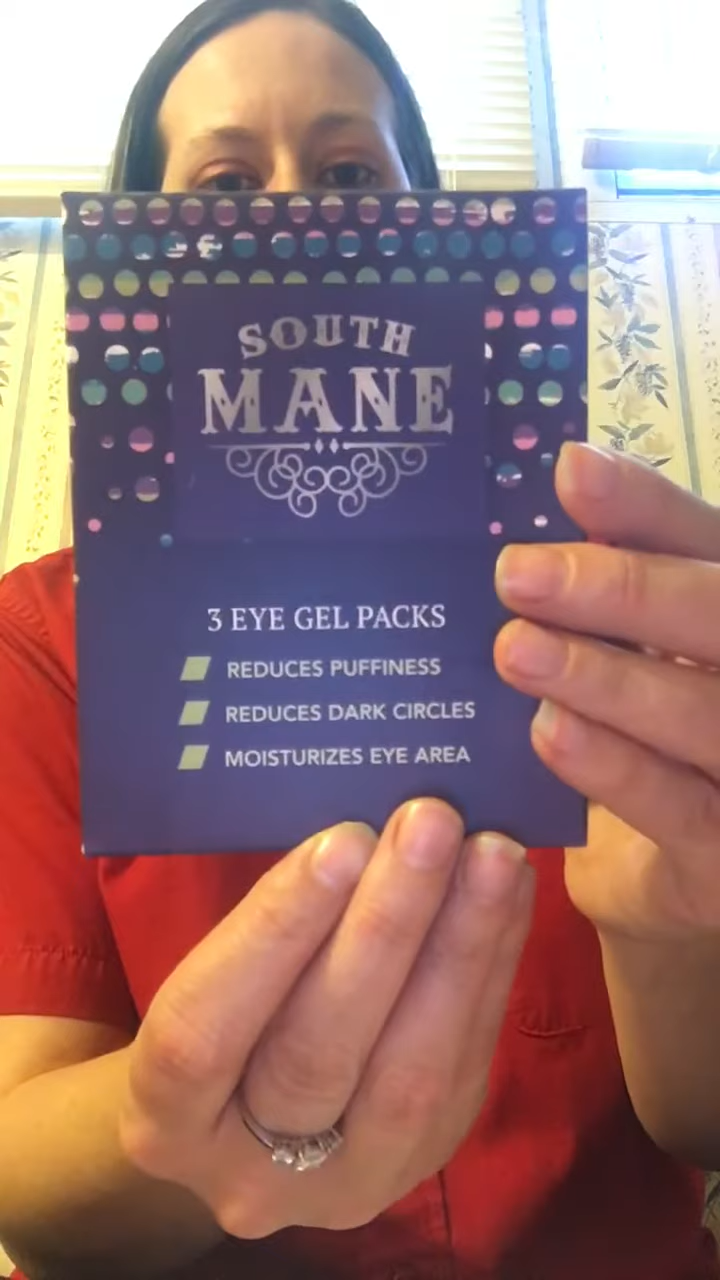 SOUTH
MANE
3 EYE GEL PACKS
REDUCES PUFFINESS
REDUCES DARK CIRCLES
MOISTURIZES EYE AREA